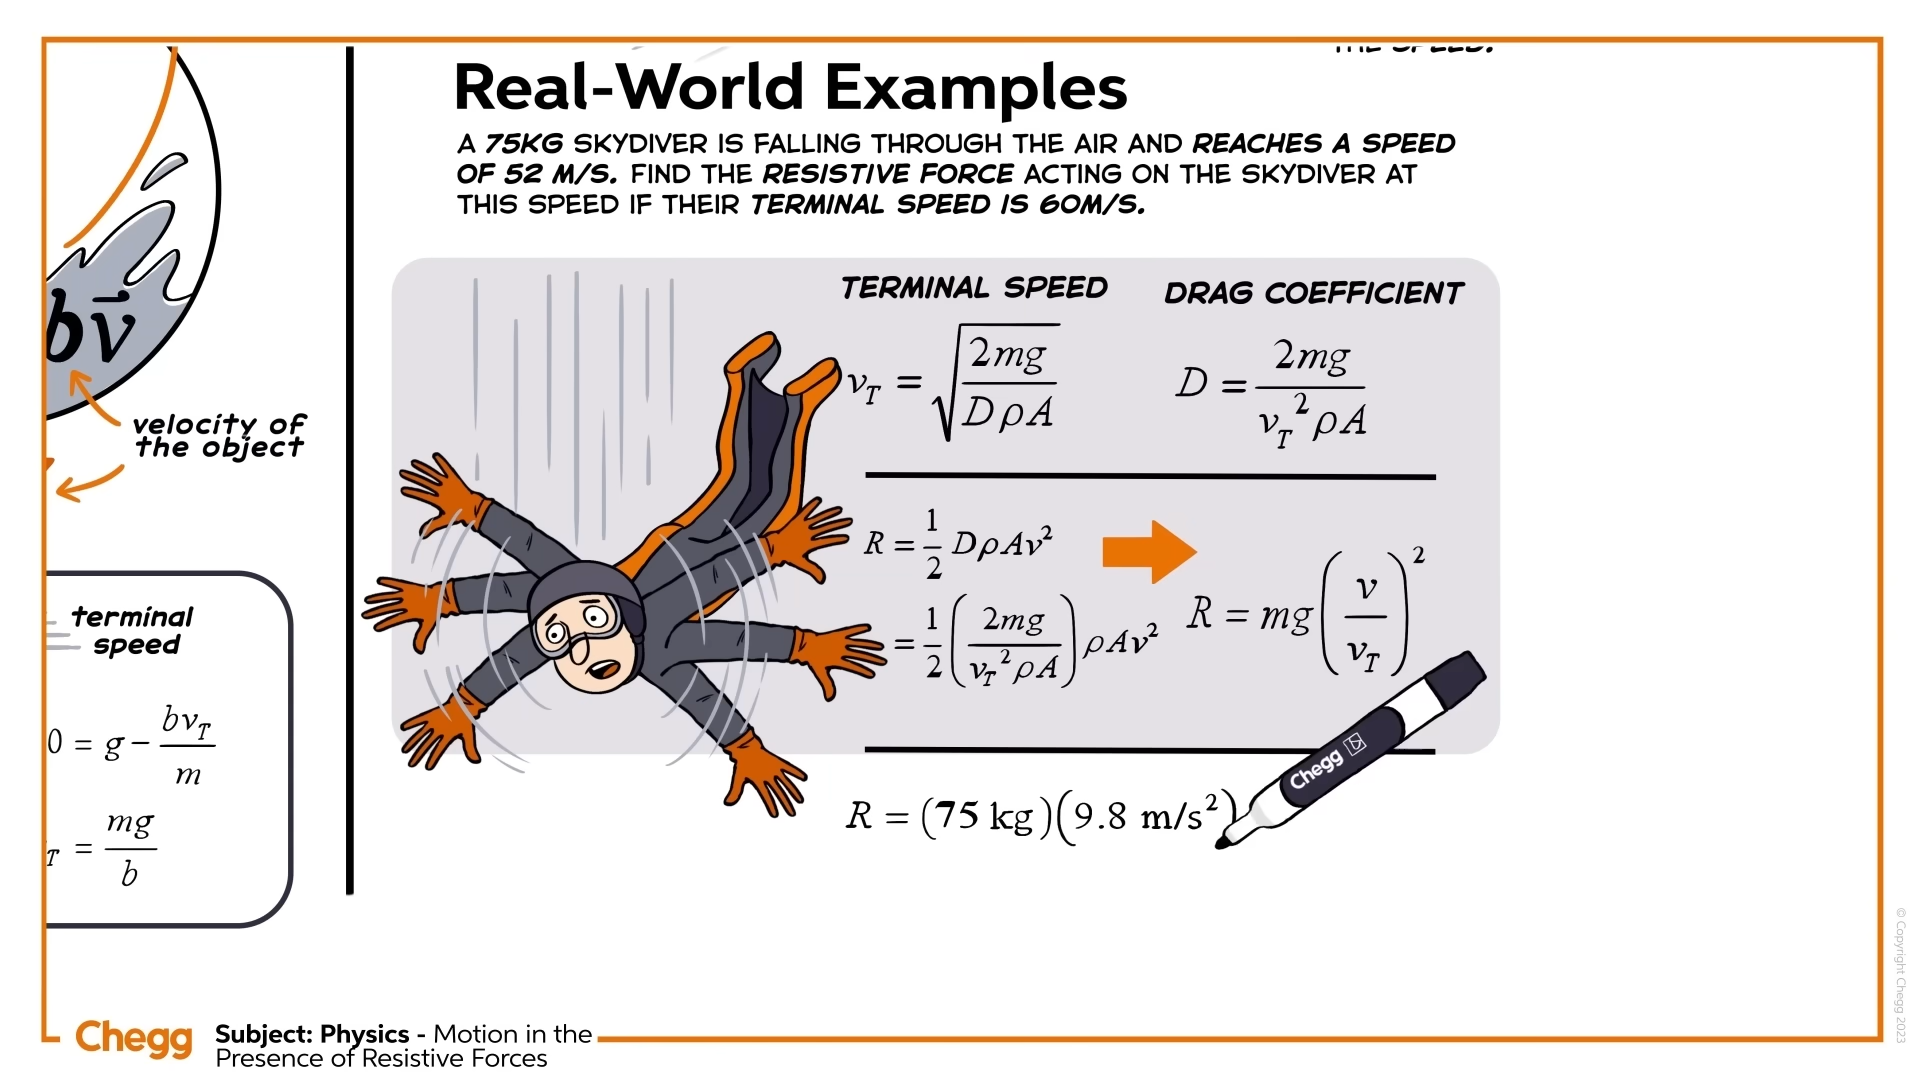 THE SPEED.
Real-World Examples
A 75KG SKYDIVER IS FALLING THROUGH THE AIR AND REACHES A SPEED
OF 52 M/S. FIND THE RESISTIVE FORCE ACTING ON THE SKYDIVER AT
THIS SPEED IF THEIR TERMINAL SPEED IS 60M/S.
bv⃗
velocity of
the object
terminal
speed
0 = g - bv_T / m
T = mg / b
TERMINAL SPEED
v_T = √(2mg / DρA)
DRAG COEFFICIENT
D = 2mg / v_T² ρA
R = 1/2 DρAv²
= 1/2 (2mg / v_T² ρA) ρAv²
R = mg (v / v_T)²
R = (75 kg)(9.8 m/s²)
Chegg
Chegg
Subject: Physics - Motion in the
Presence of Resistive Forces
© Copyright Chegg 2023